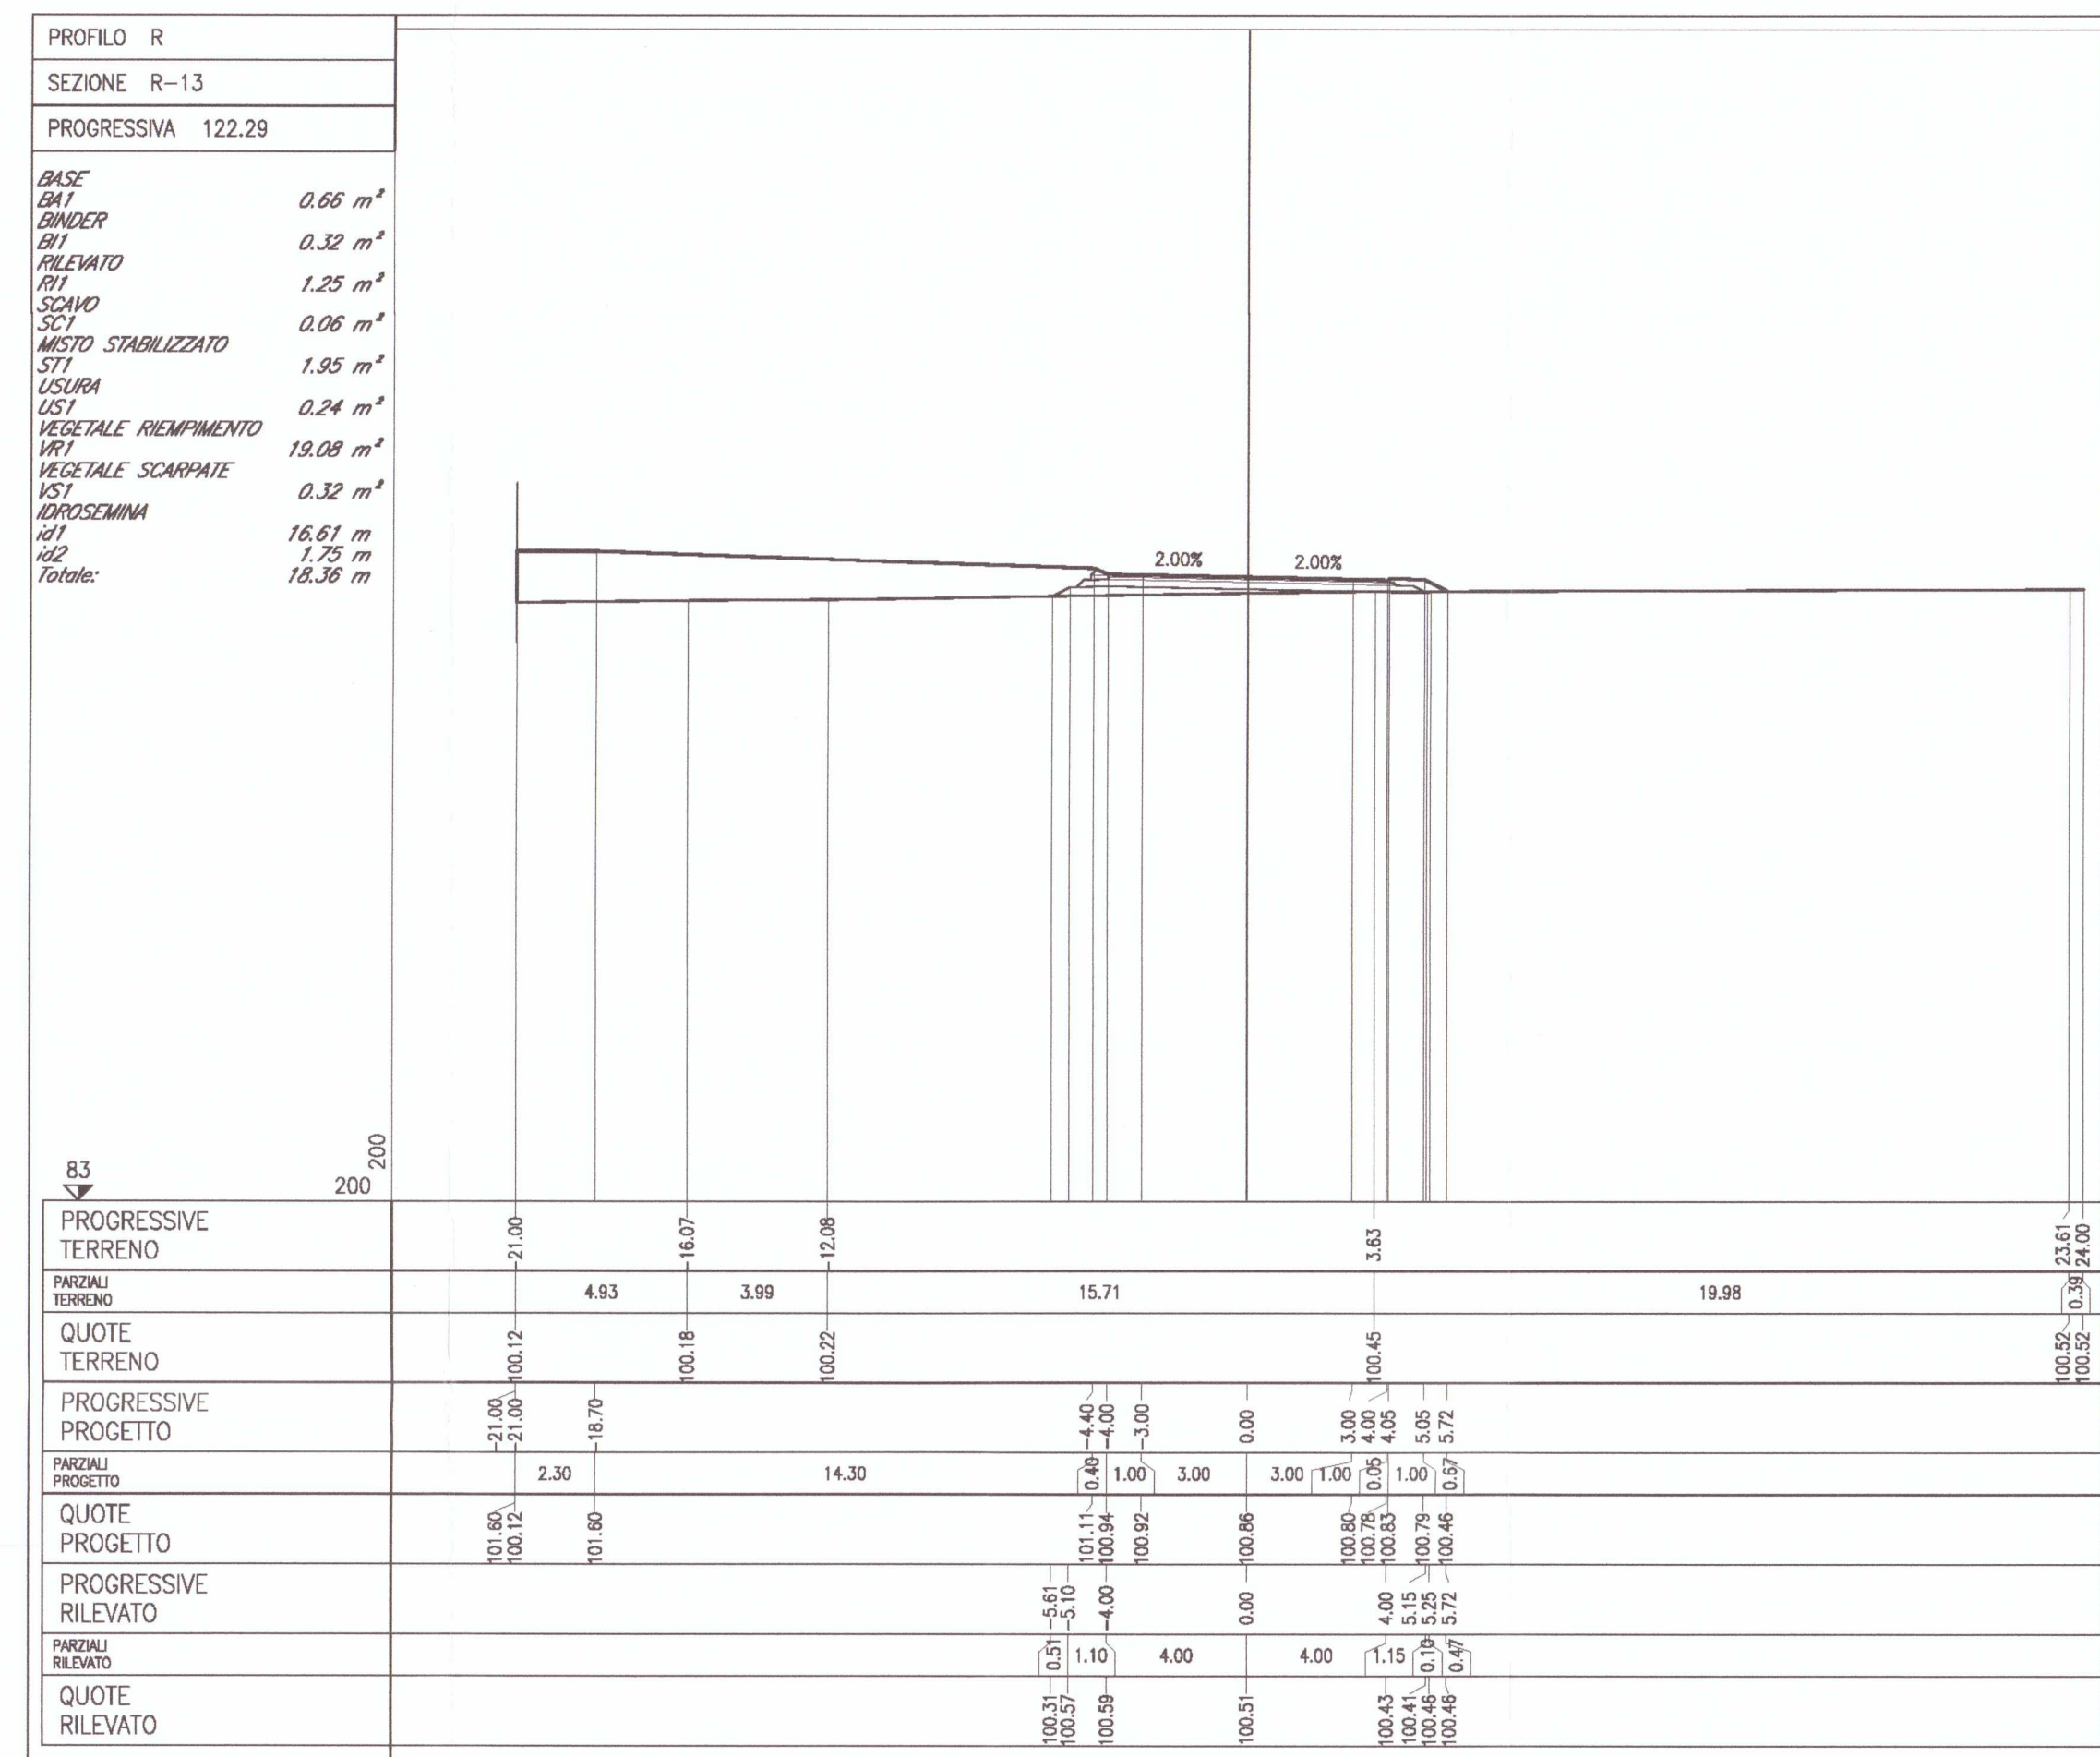 PROFILO R
SEZIONE R-13
PROGRESSIVA 122.29
BASE
BA1 0.66 m²
BINDER
BI1 0.32 m²
RILEVATO
RI1 1.25 m²
SCAVO
SC1 0.06 m²
MISTO STABILIZZATO
ST1 1.95 m²
USURA
US1 0.24 m²
VEGETALE RIEMPIMENTO
VR1 19.08 m²
VEGETALE SCARPATE
VS1 0.32 m²
IDROSEMINA
id1 16.61 m
id2 1.75 m
Totale: 18.36 m
2.00% 2.00%
83
200
200
PROGRESSIVE
TERRENO
-21.00 -16.07 -12.08 3.63 23.61 24.00
PARZIALI
TERRENO
4.93 3.99 15.71 19.98 0.39
QUOTE
TERRENO
100.12 100.18 100.22 100.45 100.52 100.52
PROGRESSIVE
PROGETTO
-21.00 -21.00 -18.70 -4.40 -4.00 -3.00 0.00 3.00 4.00 4.05 5.05 5.72
PARZIALI
PROGETTO
2.30 14.30 0.40 1.00 3.00 3.00 1.00 0.05 1.00 0.67
QUOTE
PROGETTO
101.60 100.12 101.60 101.11 100.94 100.92 100.86 100.80 100.78 100.83 100.79 100.46
PROGRESSIVE
RILEVATO
-5.61 -5.10 -4.00 0.00 4.00 5.15 5.25 5.72
PARZIALI
RILEVATO
0.51 1.10 4.00 4.00 1.15 0.10 0.47
QUOTE
RILEVATO
100.31 100.57 100.59 100.51 100.43 100.41 100.46 100.46